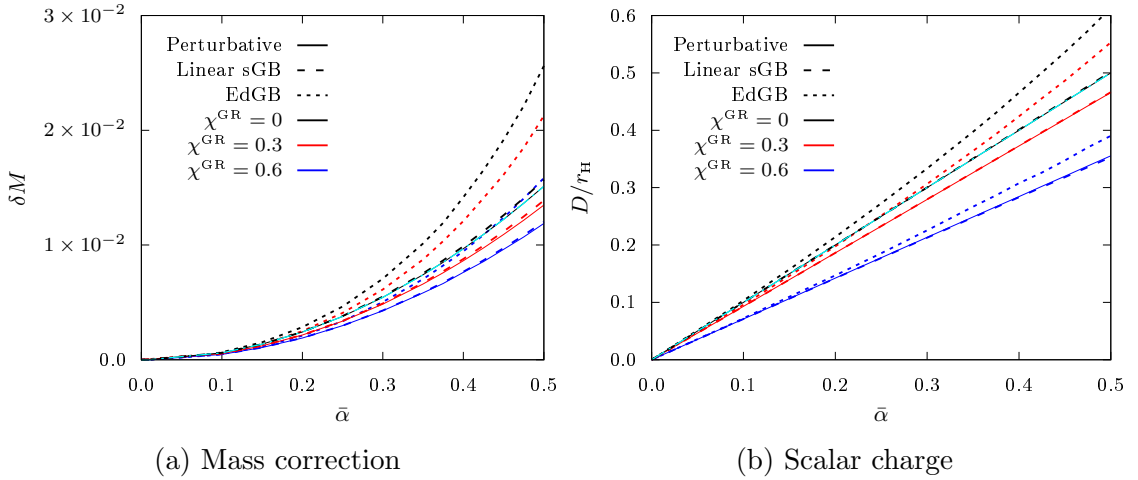 3 × 10⁻²
2 × 10⁻²
1 × 10⁻²
0.0
δM
Perturbative
Linear sGB
EdGB
χ^GR = 0
χ^GR = 0.3
χ^GR = 0.6
0.0 0.1 0.2 0.3 0.4 0.5
ᾱ
(a) Mass correction
0.6
0.5
0.4
0.3
0.2
0.1
0.0
D/r_H
Perturbative
Linear sGB
EdGB
χ^GR = 0
χ^GR = 0.3
χ^GR = 0.6
0.0 0.1 0.2 0.3 0.4 0.5
ᾱ
(b) Scalar charge